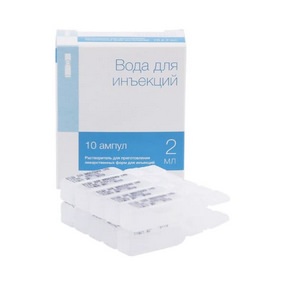 Вода для
инъекций
10 ампул
2
мл
Растворитель для приготовления
лекарственных форм для инъекций